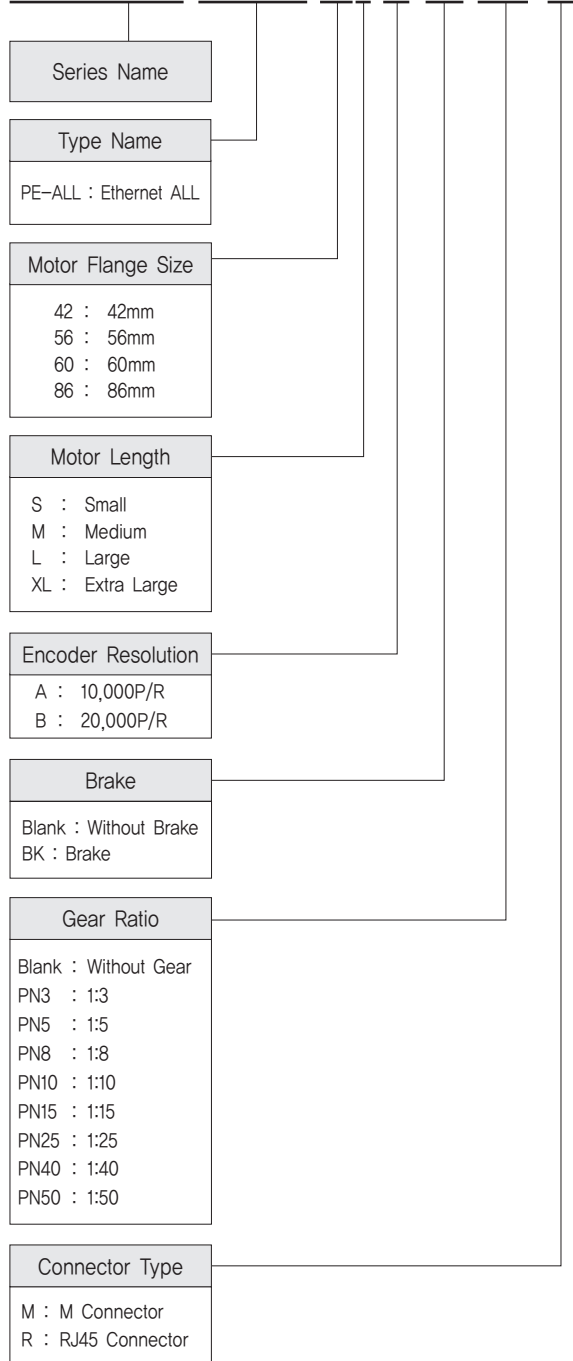 Series Name
Type Name
PE-ALL : Ethernet ALL
Motor Flange Size
42 : 42mm
56 : 56mm
60 : 60mm
86 : 86mm
Motor Length
S : Small
M : Medium
L : Large
XL : Extra Large
Encoder Resolution
A : 10,000P/R
B : 20,000P/R
Brake
Blank : Without Brake
BK : Brake
Gear Ratio
Blank : Without Gear
PN3 : 1:3
PN5 : 1:5
PN8 : 1:8
PN10 : 1:10
PN15 : 1:15
PN25 : 1:25
PN40 : 1:40
PN50 : 1:50
Connector Type
M : M Connector
R : RJ45 Connector